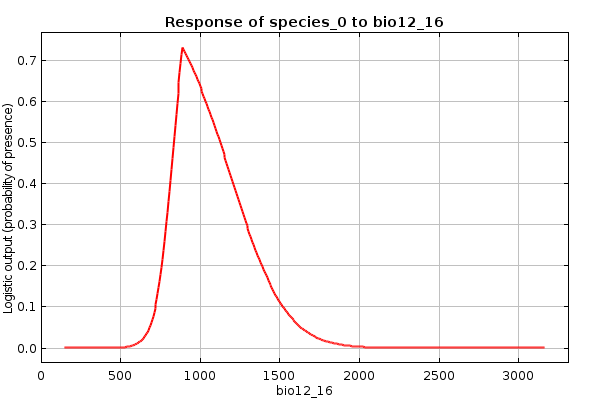 Response of species_0 to bio12_16
Logistic output (probability of presence)
0.7
0.6
0.5
0.4
0.3
0.2
0.1
0.0
0 500 1000 1500 2000 2500 3000
bio12_16